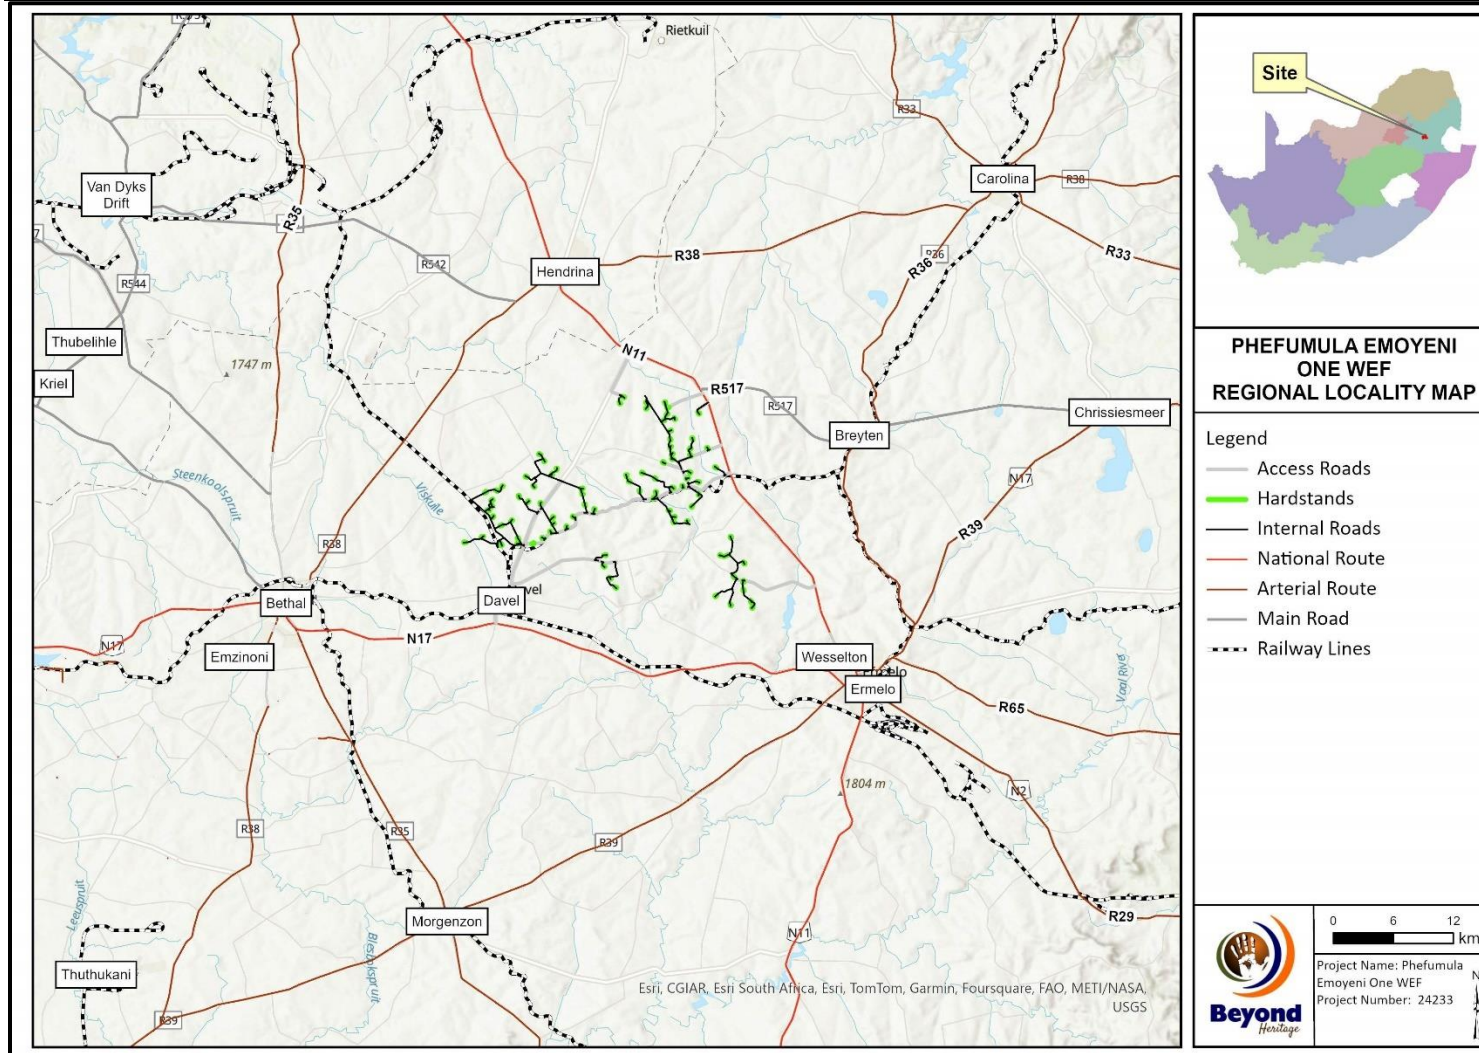 Rietkuil
R33
Carolina
R38
Van Dyks
Drift
R35
R542
R544
Hendrina
R38
R36
R36
R33
Thubelihle
Kriel
1747 m
N11
R517
R517
Chrissiesmeer
Breyten
Steenkoolspruit
Viskuile
N17
R39
R38
Bethal
Davel
N17
N17
Emzinoni
Wesselton
Ermelo
Vaal River
R65
1804 m
N2
R38
R35
R39
Leeuspruit
Morgenzon
R29
N11
Blesbokspruit
Thuthukani
R39
Esri, CGIAR, Esri South Africa, Esri, TomTom, Garmin, Foursquare, FAO, METI/NASA,
USGS
Site
PHEFUMULA EMOYENI
ONE WEF
REGIONAL LOCALITY MAP
Legend
Access Roads
Hardstands
Internal Roads
National Route
Arterial Route
Main Road
Railway Lines
Beyond
Heritage
0 6 12
km
Project Name: Phefumula
Emoyeni One WEF
Project Number: 24233
N